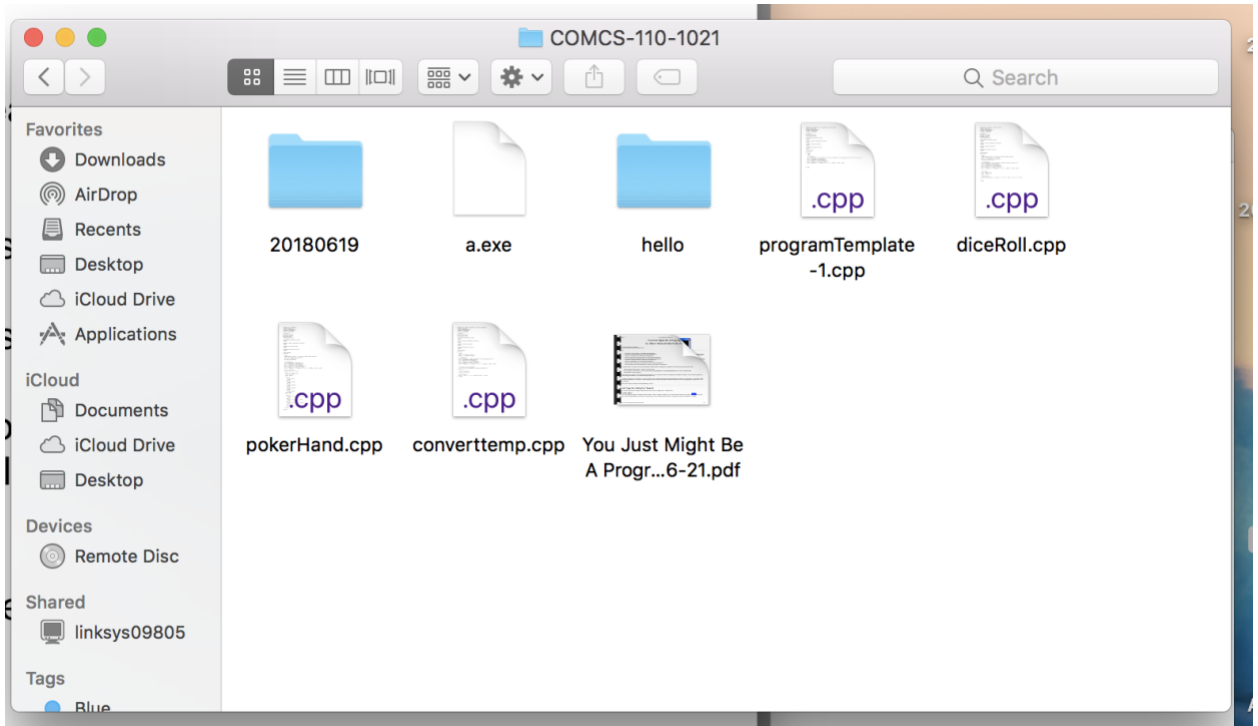 COMCS-110-1021
Search
Favorites
Downloads
AirDrop
Recents
Desktop
iCloud Drive
Applications
iCloud
Documents
iCloud Drive
Desktop
Devices
Remote Disc
Shared
linksys09805
Tags
Blue
20180619
a.exe
hello
.cpp
programTemplate
-1.cpp
.cpp
diceRoll.cpp
.cpp
pokerHand.cpp
.cpp
converttemp.cpp
You Just Might Be
A Progr...6-21.pdf